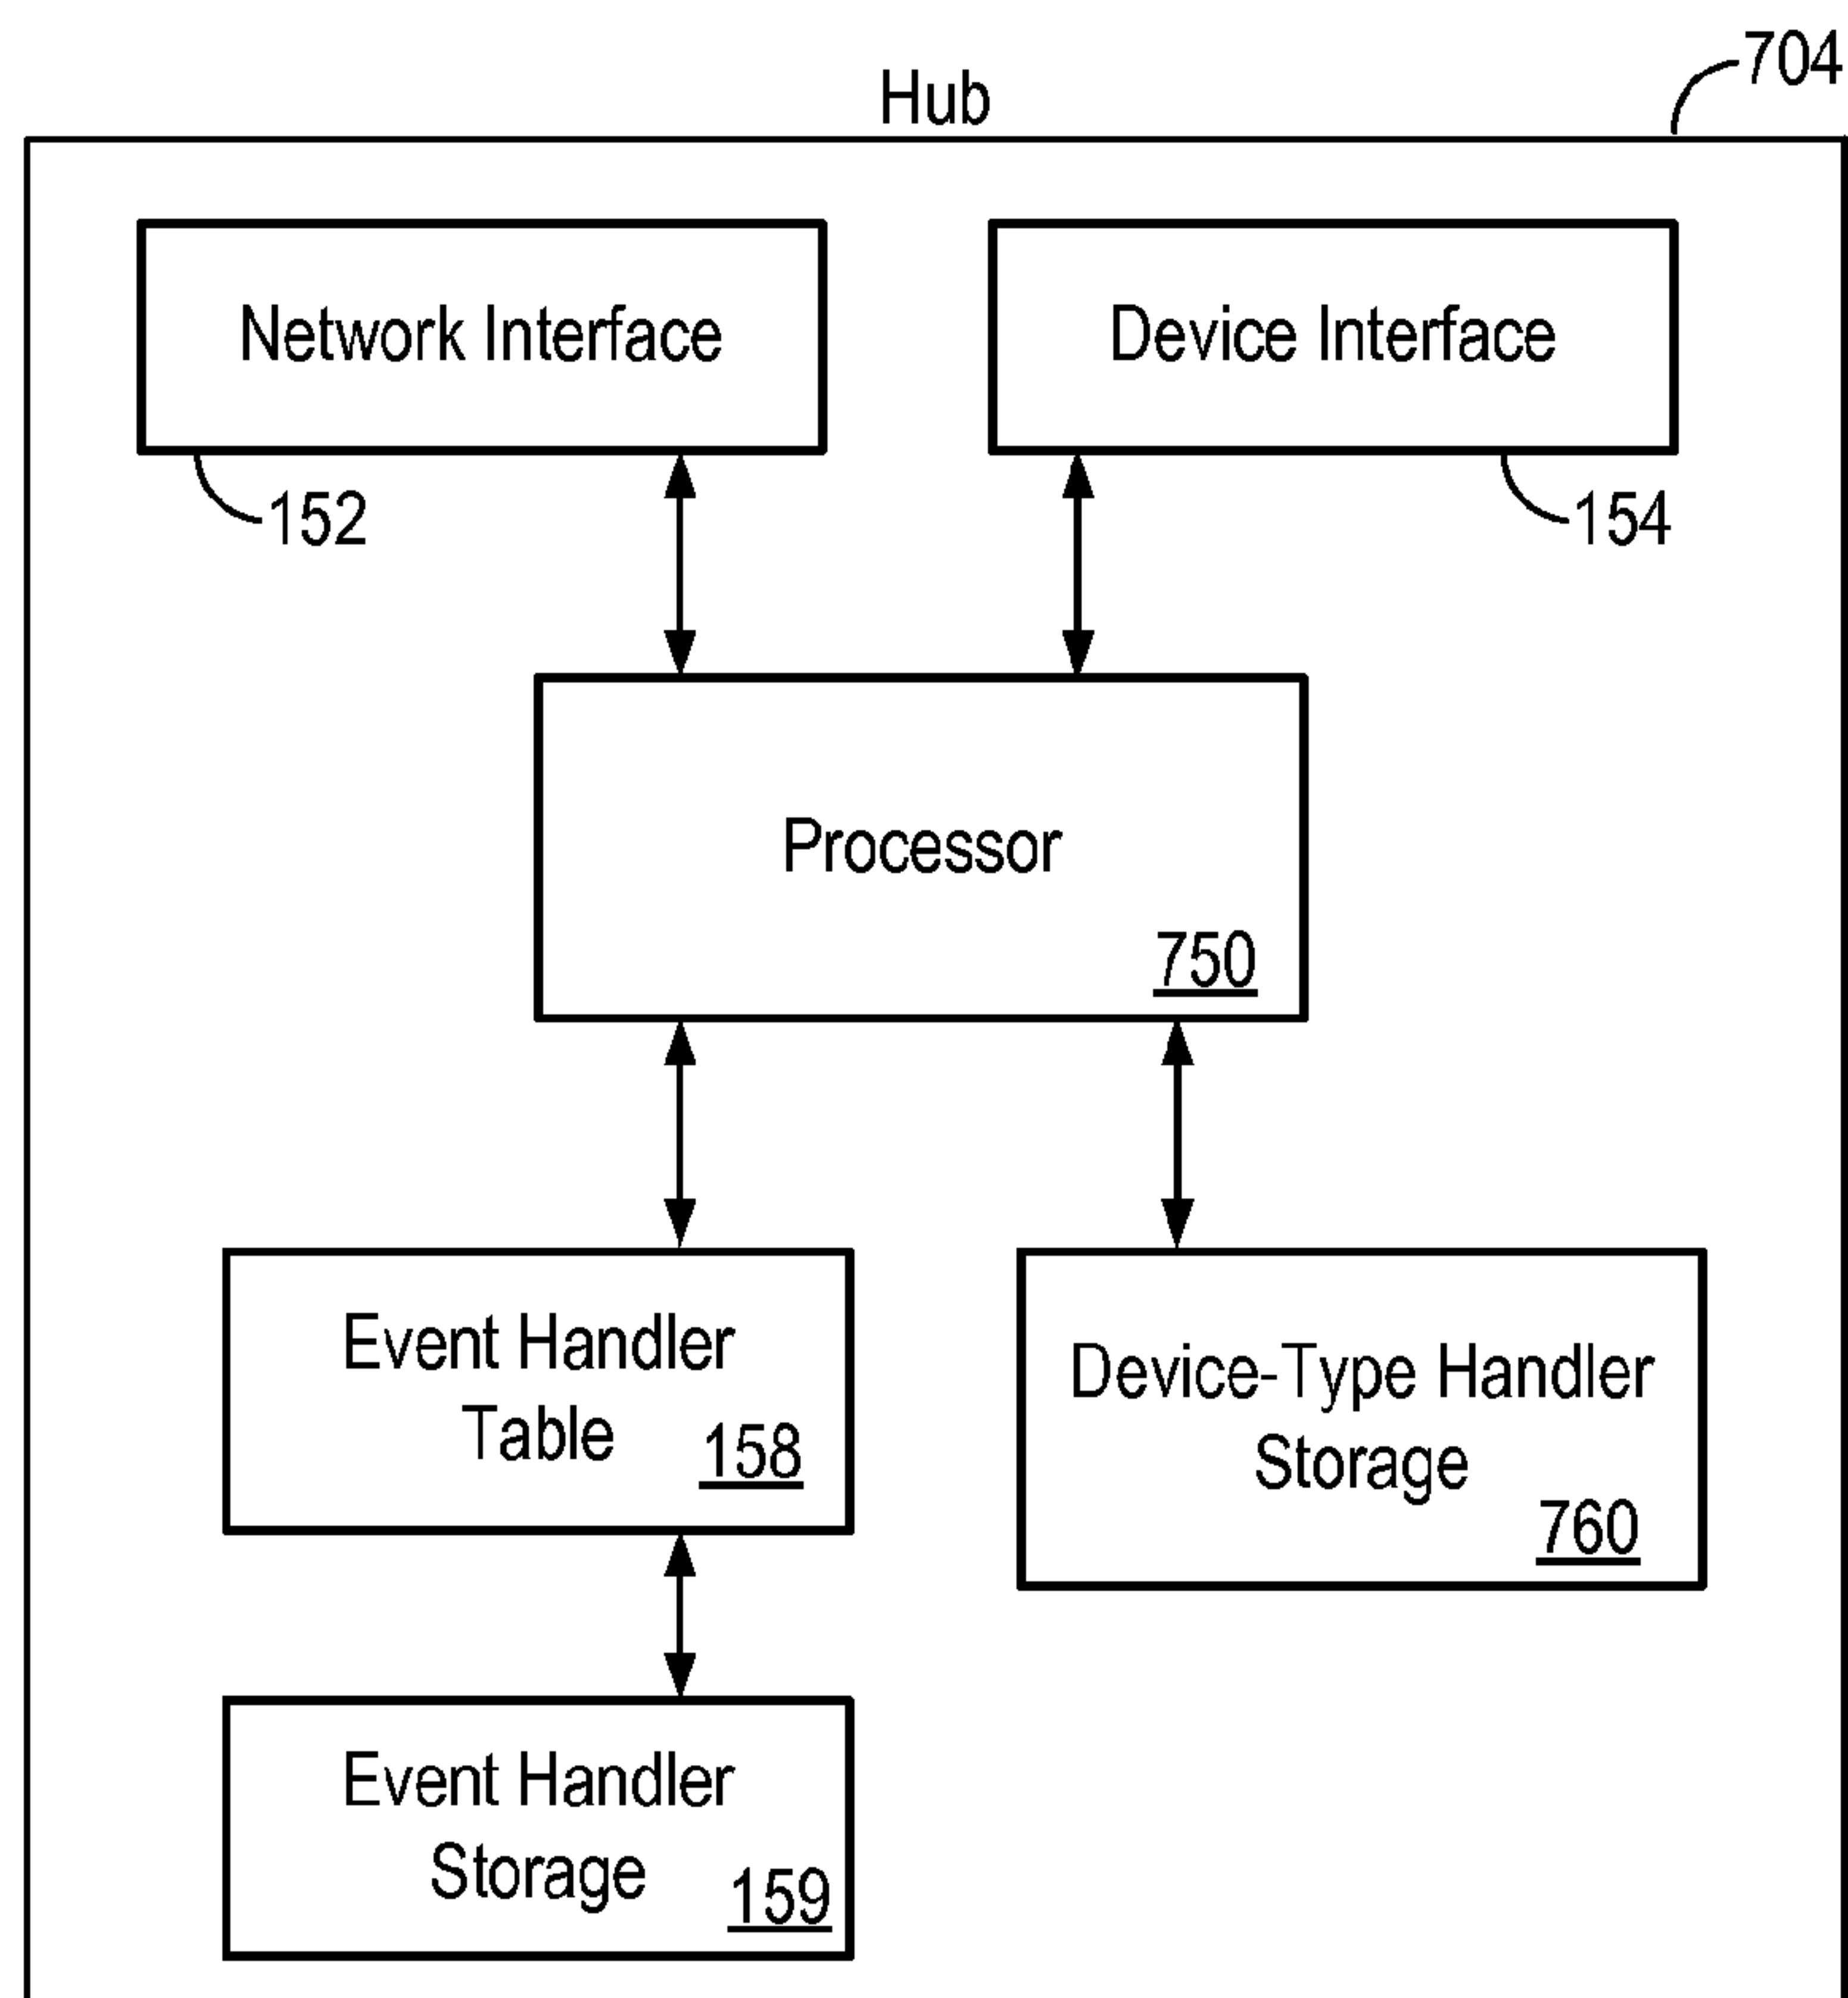 704
Hub
Network Interface
Device Interface
152
154
Processor
750
Event Handler
Table
158
Device-Type Handler
Storage
760
Event Handler
Storage
159